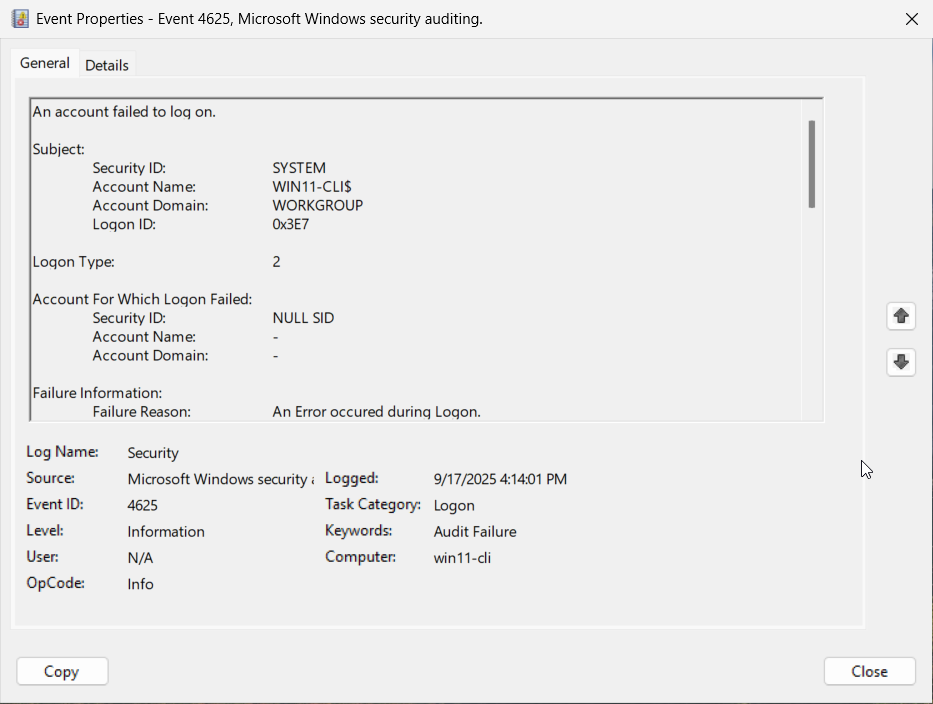 Event Properties - Event 4625, Microsoft Windows security auditing.
General Details
An account failed to log on.
Subject:
Security ID: SYSTEM
Account Name: WIN11-CLI$
Account Domain: WORKGROUP
Logon ID: 0x3E7
Logon Type: 2
Account For Which Logon Failed:
Security ID: NULL SID
Account Name: -
Account Domain: -
Failure Information:
Failure Reason: An Error occured during Logon.
Log Name: Security
Source: Microsoft Windows security a Logged: 9/17/2025 4:14:01 PM
Event ID: 4625 Task Category: Logon
Level: Information Keywords: Audit Failure
User: N/A Computer: win11-cli
OpCode: Info
Copy Close